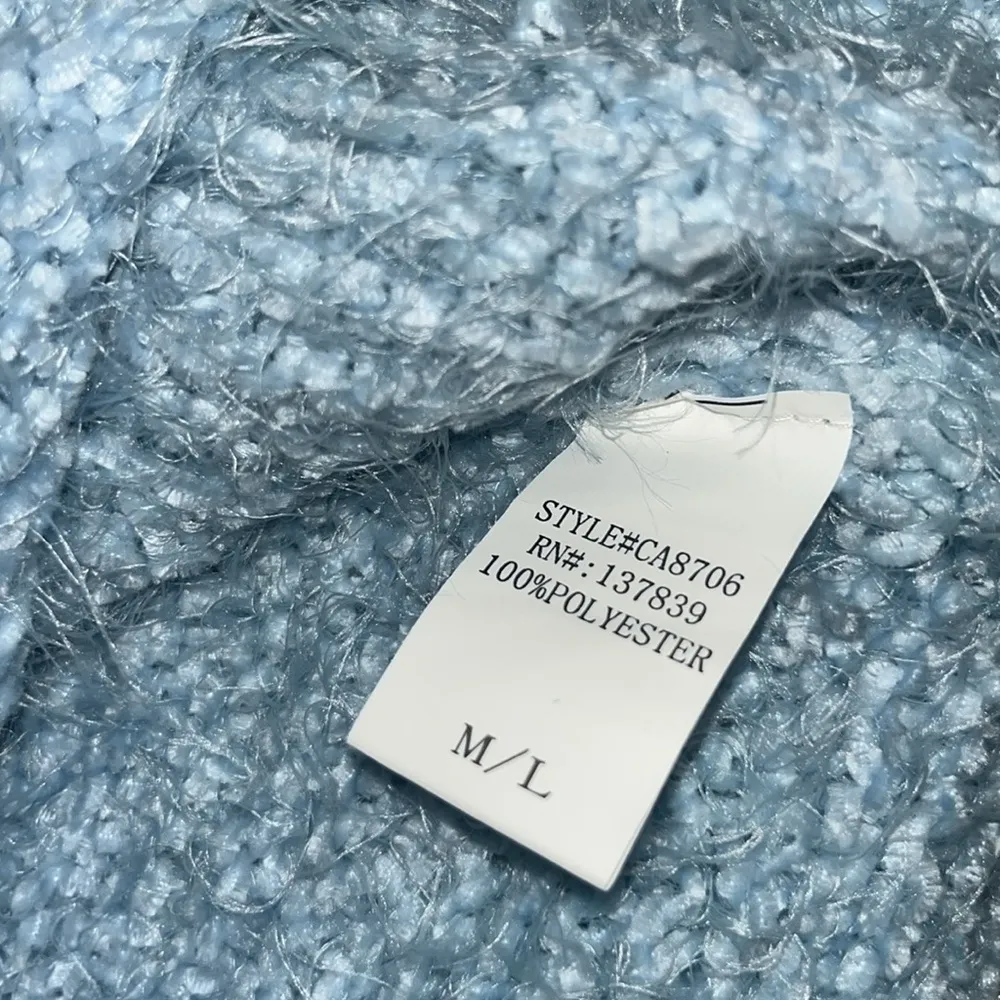 STYLE#CA8706
RN#:137839
100%POLYESTER
M/L